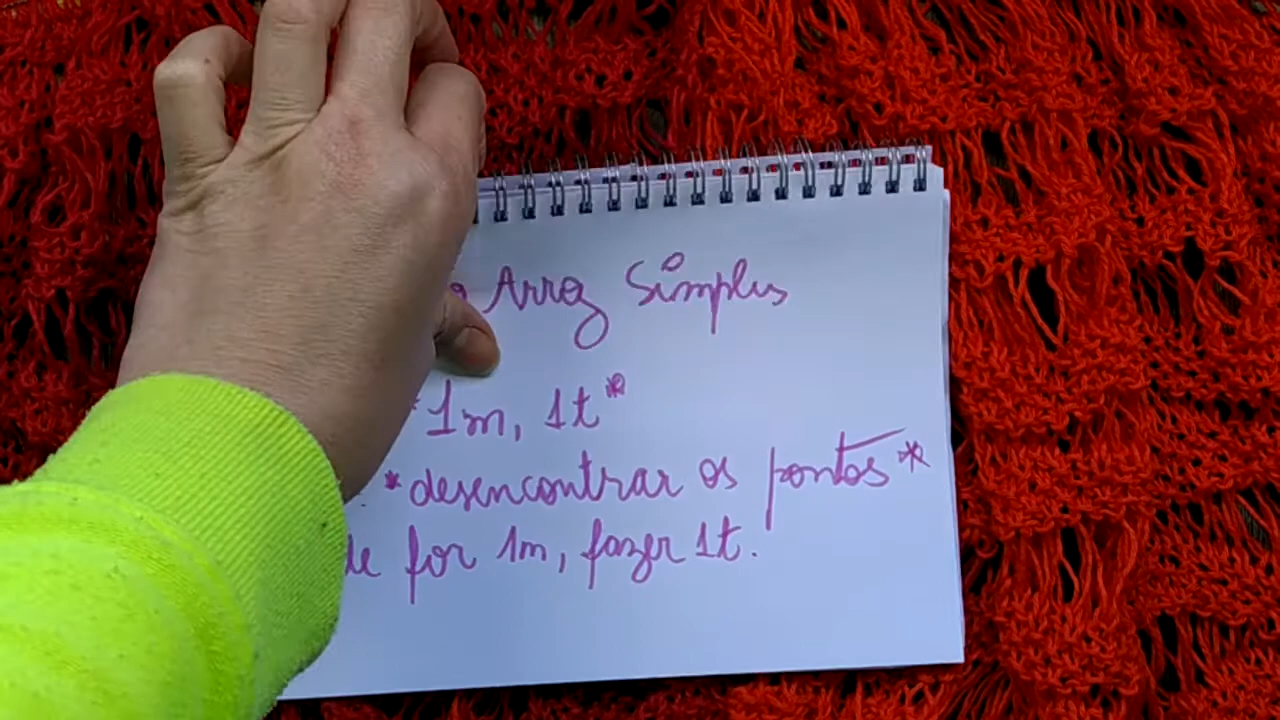 Arroz Simples
*1m, 1t*
*desencontrar os pontos*
for 1m, fazer 1t.